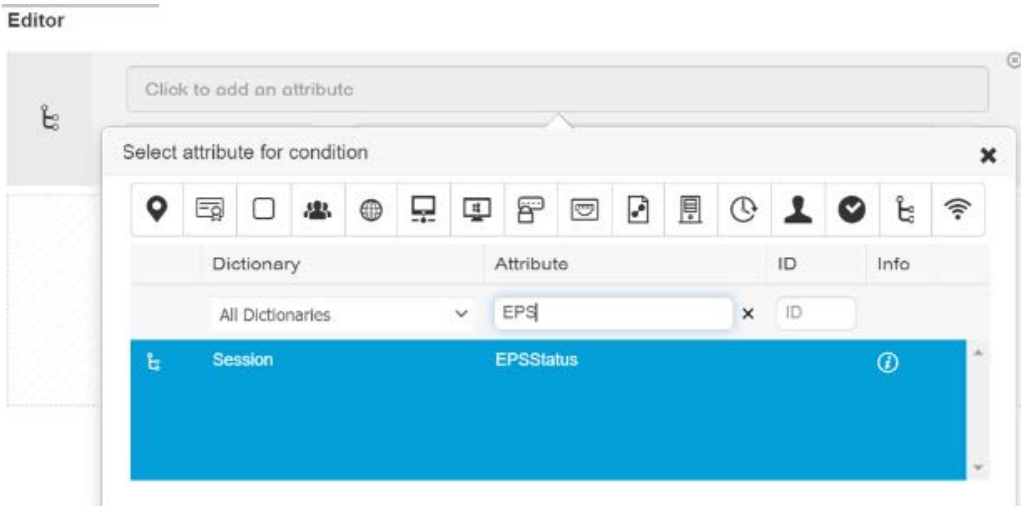 Editor
Click to add an attribute
Select attribute for condition
Dictionary Attribute ID Info
All Dictionaries EPS ID
Session EPSStatus